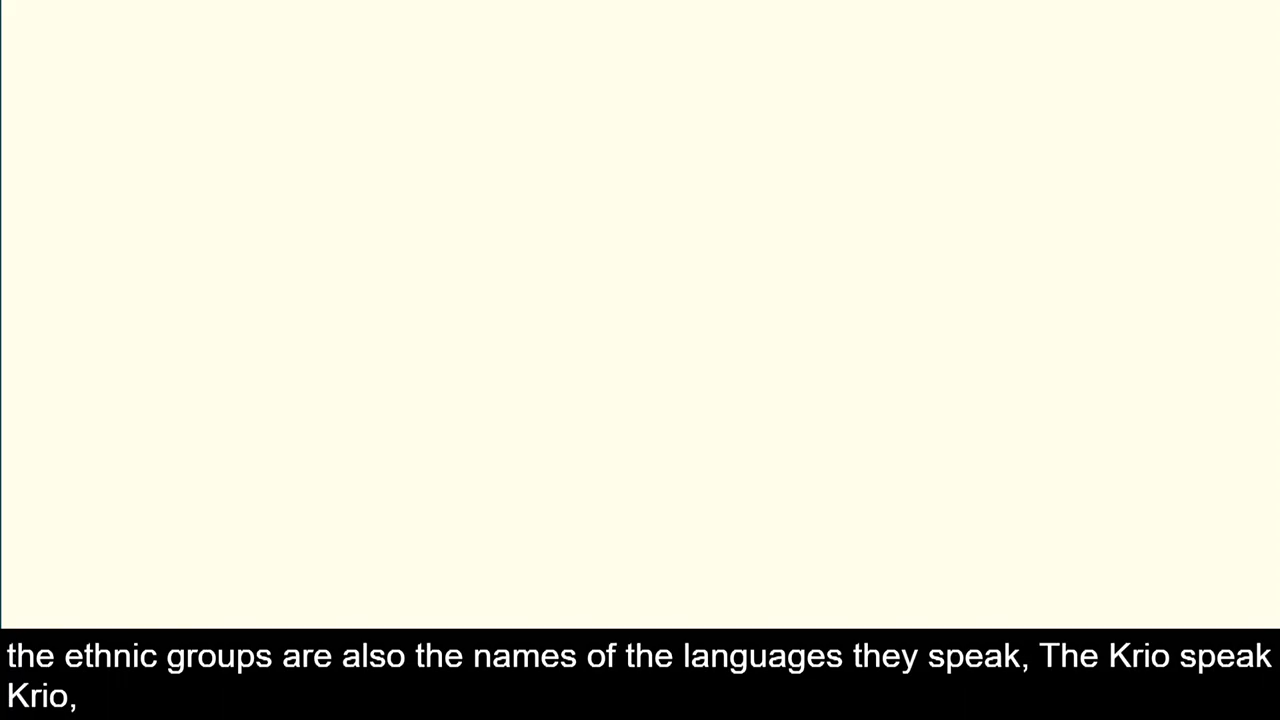 the ethnic groups are also the names of the languages they speak, The Krio speak
Krio,